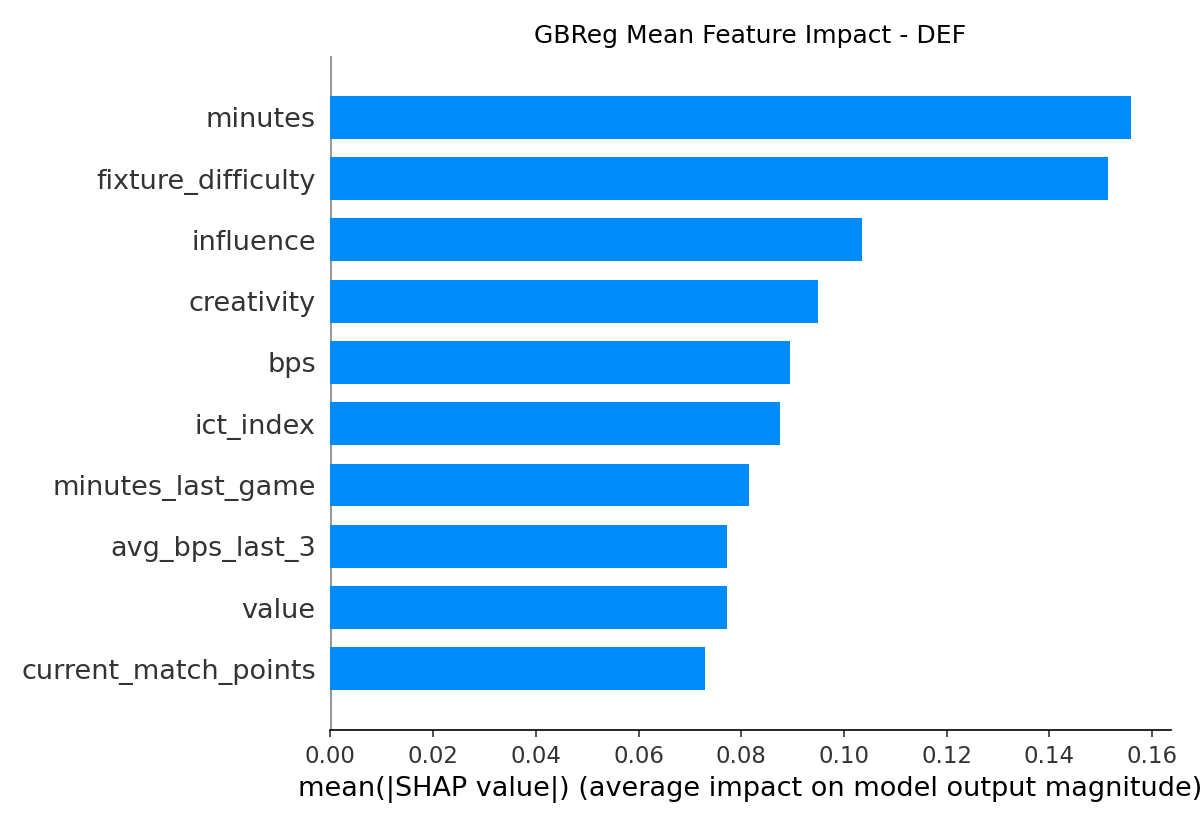 GBReg Mean Feature Impact - DEF
minutes
fixture_difficulty
influence
creativity
bps
ict_index
minutes_last_game
avg_bps_last_3
value
current_match_points
0.00 0.02 0.04 0.06 0.08 0.10 0.12 0.14 0.16
mean(|SHAP value|) (average impact on model output magnitude)